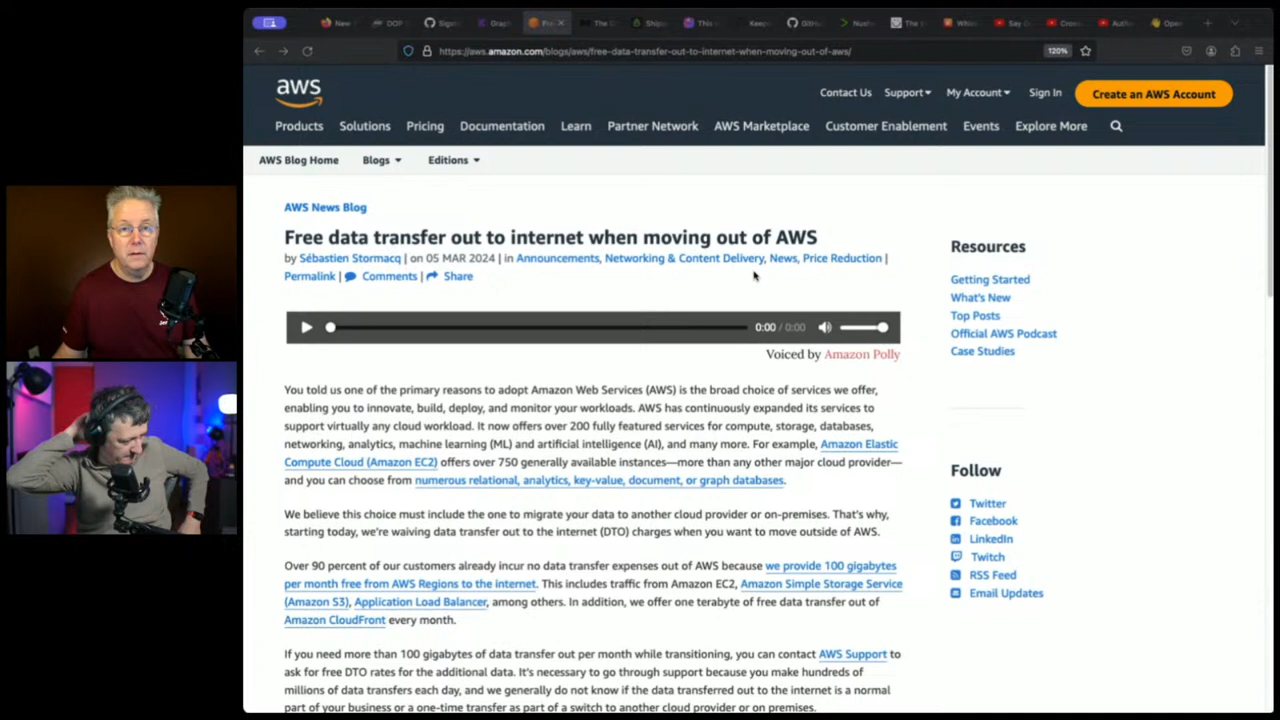 New
DOP
Grap
Fre
The
Ship
This
Keep
GitH
Nush
The
Whic
Say
Cross
Auth
Open
https://aws.amazon.com/blogs/aws/free-data-transfer-out-to-internet-when-moving-out-of-aws/
120%
aws
Contact Us Support My Account Sign In Create an AWS Account
Products Solutions Pricing Documentation Learn Partner Network AWS Marketplace Customer Enablement Events Explore More
AWS Blog Home Blogs Editions
AWS News Blog
Free data transfer out to internet when moving out of AWS
by Sébastien Stormacq | on 05 MAR 2024 | in Announcements, Networking & Content Delivery, News, Price Reduction |
Permalink | Comments | Share
0:00 / 0:00
Voiced by Amazon Polly
You told us one of the primary reasons to adopt Amazon Web Services (AWS) is the broad choice of services we offer,
enabling you to innovate, build, deploy, and monitor your workloads. AWS has continuously expanded its services to
support virtually any cloud workload. It now offers over 200 fully featured services for compute, storage, databases,
networking, analytics, machine learning (ML) and artificial intelligence (AI), and many more. For example, Amazon Elastic
Compute Cloud (Amazon EC2) offers over 750 generally available instances—more than any other major cloud provider—
and you can choose from numerous relational, analytics, key-value, document, or graph databases.
We believe this choice must include the one to migrate your data to another cloud provider or on-premises. That's why,
starting today, we're waiving data transfer out to the internet (DTO) charges when you want to move outside of AWS.
Over 90 percent of our customers already incur no data transfer expenses out of AWS because we provide 100 gigabytes
per month free from AWS Regions to the internet. This includes traffic from Amazon EC2, Amazon Simple Storage Service
(Amazon S3), Application Load Balancer, among others. In addition, we offer one terabyte of free data transfer out of
Amazon CloudFront every month.
If you need more than 100 gigabytes of data transfer out per month while transitioning, you can contact AWS Support to
ask for free DTO rates for the additional data. It's necessary to go through support because you make hundreds of
millions of data transfers each day, and we generally do not know if the data transferred out to the internet is a normal
part of your business or a one-time transfer as part of a switch to another cloud provider or on premises.
Resources
Getting Started
What's New
Top Posts
Official AWS Podcast
Case Studies
Follow
Twitter
Facebook
LinkedIn
Twitch
RSS Feed
Email Updates